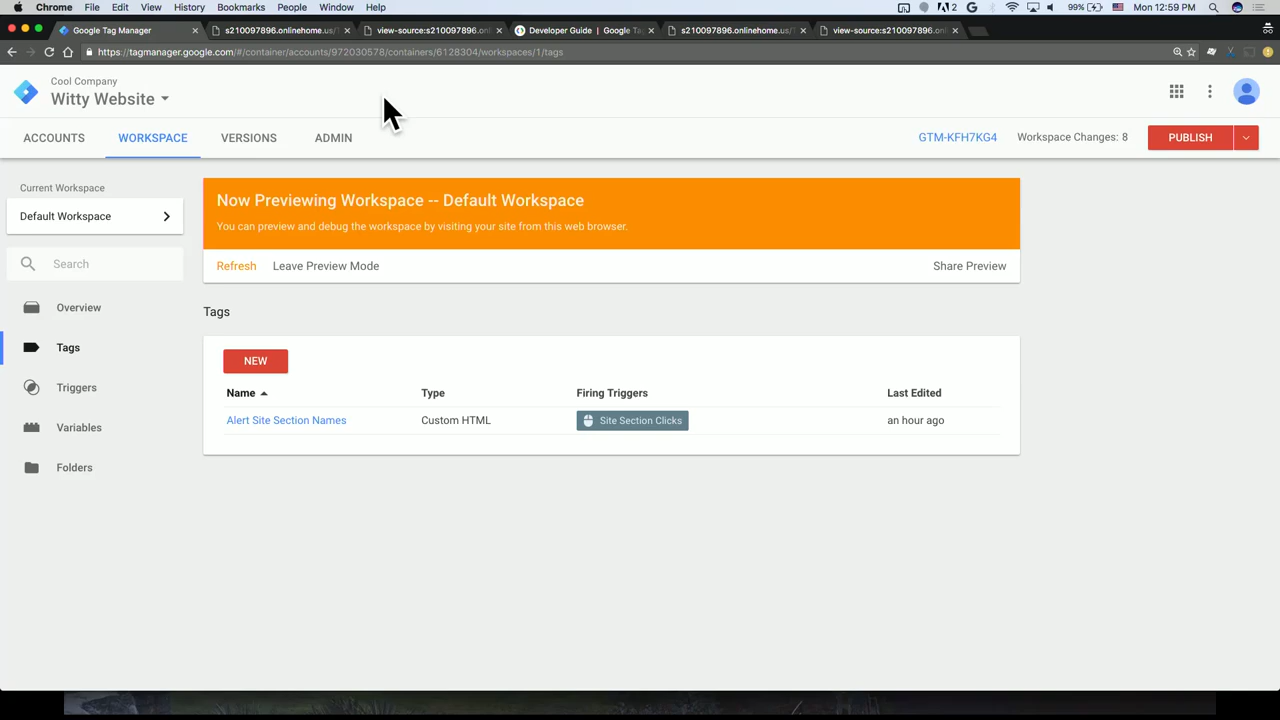 Chrome File Edit View History Bookmarks People Window Help
2 99% Mon 12:59 PM
Google Tag Manager
s210097896.onlinehome.us/T
view-source:s210097896.onl
Developer Guide | Google Ta
s210097896.onlinehome.us/T
view-source:s210097896.onl
https://tagmanager.google.com/#/container/accounts/972030578/containers/6128304/workspaces/1/tags
Cool Company
Witty Website
ACCOUNTS WORKSPACE VERSIONS ADMIN
GTM-KFH7KG4 Workspace Changes: 8 PUBLISH
Current Workspace
Default Workspace
Search
Overview
Tags
Triggers
Variables
Folders
Now Previewing Workspace -- Default Workspace
You can preview and debug the workspace by visiting your site from this web browser.
Refresh Leave Preview Mode Share Preview
Tags
NEW
Name Type Firing Triggers Last Edited
Alert Site Section Names Custom HTML Site Section Clicks an hour ago